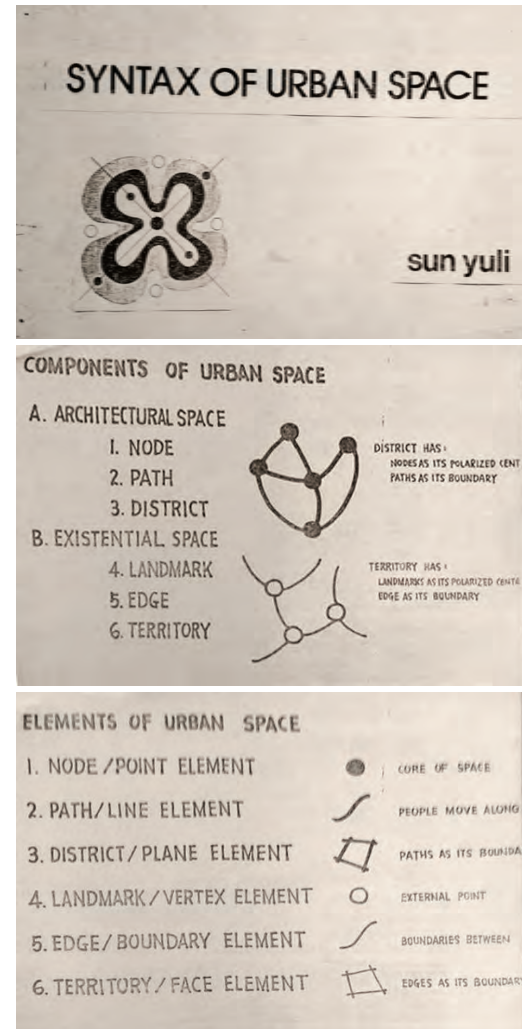 SYNTAX OF URBAN SPACE
sun yuli
COMPONENTS OF URBAN SPACE
A. ARCHITECTURAL SPACE
1. NODE
2. PATH
3. DISTRICT
DISTRICT HAS:
NODES AS ITS POLARIZED CENT
PATHS AS ITS BOUNDARY
B. EXISTENTIAL SPACE
4. LANDMARK
5. EDGE
6. TERRITORY
TERRITORY HAS:
LANDMARKS AS ITS POLARIZED CENTE
EDGE AS ITS BOUNDARY
ELEMENTS OF URBAN SPACE
1. NODE/POINT ELEMENT CORE OF SPACE
2. PATH/LINE ELEMENT PEOPLE MOVE ALONG
3. DISTRICT/PLANE ELEMENT PATHS AS ITS BOUNDA
4. LANDMARK/VERTEX ELEMENT EXTERNAL POINT
5. EDGE/BOUNDARY ELEMENT BOUNDARIES BETWEEN
6. TERRITORY/FACE ELEMENT EDGES AS ITS BOUNDAR